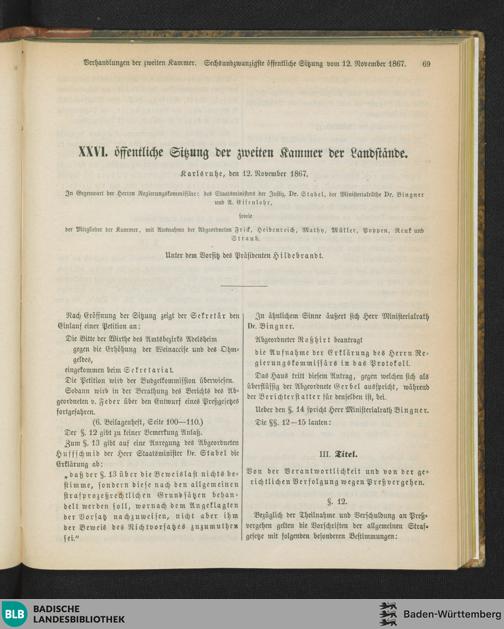 Verhandlungen der zweiten Kammer. Sechsundzwanzigste öffentliche Sitzung vom 12. November 1867. 69
XXVI. öffentliche Sitzung der zweiten Kammer der Landstände.
Karlsruhe, den 12. November 1867.
In Gegenwart der Herren Regierungskommissäre: des Staatsministers der Justiz, Dr. Stabel, der Ministerialräthe Dr. Bingner
und A. Eisenlohr,
sowie
der Mitglieder der Kammer, mit Ausnahme der Abgeordneten Frick, Heidenreich, Mathy, Müller, Poppen, Renk und
Straub.
Unter dem Vorsitz des Präsidenten Hildebrandt.
Nach Eröffnung der Sitzung zeigt der Sekretär den
Einlauf einer Petition an:
Die Bitte der Wirthe des Amtsbezirks Adelsheim
gegen die Erhöhung der Weinaccise und des Ohm-
geldes,
eingekommen beim Sekretariat.
Die Petition wird der Budgetkommission überwiesen.
Sodann wird in der Berathung des Berichts des Ab-
geordneten v. Feder über den Entwurf eines Preßgesetzes
fortgefahren.
(6. Beilagenheft, Seite 100—110.)
Der §. 12 gibt zu keiner Bemerkung Anlaß.
Zum §. 13 gibt auf eine Anregung des Abgeordneten
Huffschmid der Herr Staatsminister Dr. Stabel die
Erklärung ab:
„daß der §. 13 über die Beweislast nichts be-
stimme, sondern diese nach den allgemeinen
strafprozeßrechtlichen Grundsätzen behan-
delt werden soll, wornach dem Angeklagten
der Vorsatz nachzuweisen, nicht aber ihm
der Beweis des Nichtvorsatzes zuzumuthen
sei."
In ähnlichem Sinne äußert sich Herr Ministerialrath
Dr. Bingner.
Abgeordneter Roßhirt beantragt
die Aufnahme der Erklärung des Herrn Re-
gierungskommissärs in das Protokoll.
Das Haus tritt diesem Antrag, gegen welchen sich als
überflüssig der Abgeordnete Gerbel ausspricht, während
der Berichterstatter für denselben ist, bei.
Ueber den §. 14 spricht Herr Ministerialrath Bingner.
Die §§. 12—15 lauten:
III. Titel.
Von der Verantwortlichkeit und von der ge-
richtlichen Verfolgung wegen Preßvergehen.
§. 12.
Bezüglich der Theilnahme und Verschuldung an Preß-
vergehen gelten die Vorschriften der allgemeinen Straf-
gesetze mit folgenden besonderen Bestimmungen:
BLB BADISCHE
LANDESBIBLIOTHEK
Baden-Württemberg